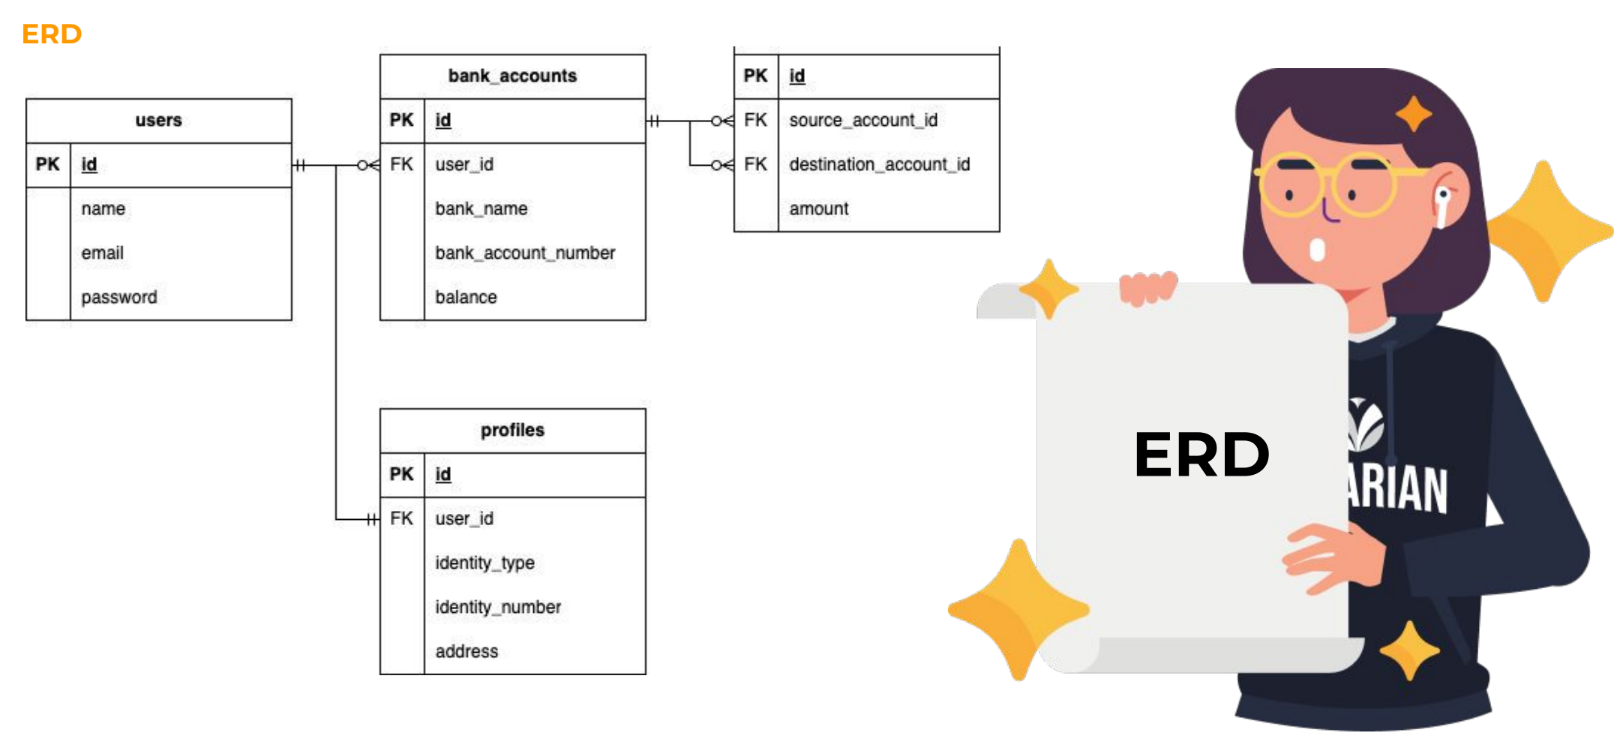 ERD
users
PK id
name
email
password
bank_accounts
PK id
FK user_id
bank_name
bank_account_number
balance
PK id
FK source_account_id
FK destination_account_id
amount
profiles
PK id
FK user_id
identity_type
identity_number
address
ERD
ARIAN